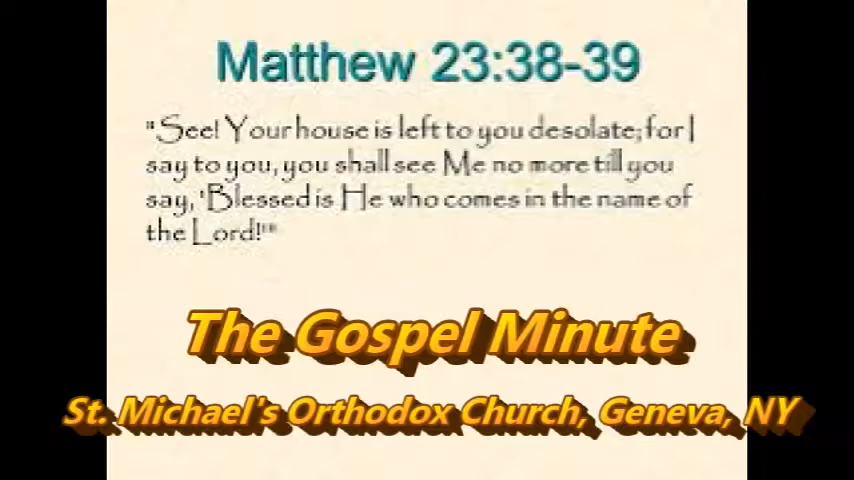 Matthew 23:38-39
"See! Your house is left to you desolate; for I
say to you, you shall see Me no more till you
say, 'Blessed is He who comes in the name of
the Lord!'"
The Gospel Minute
St. Michael's Orthodox Church, Geneva, NY